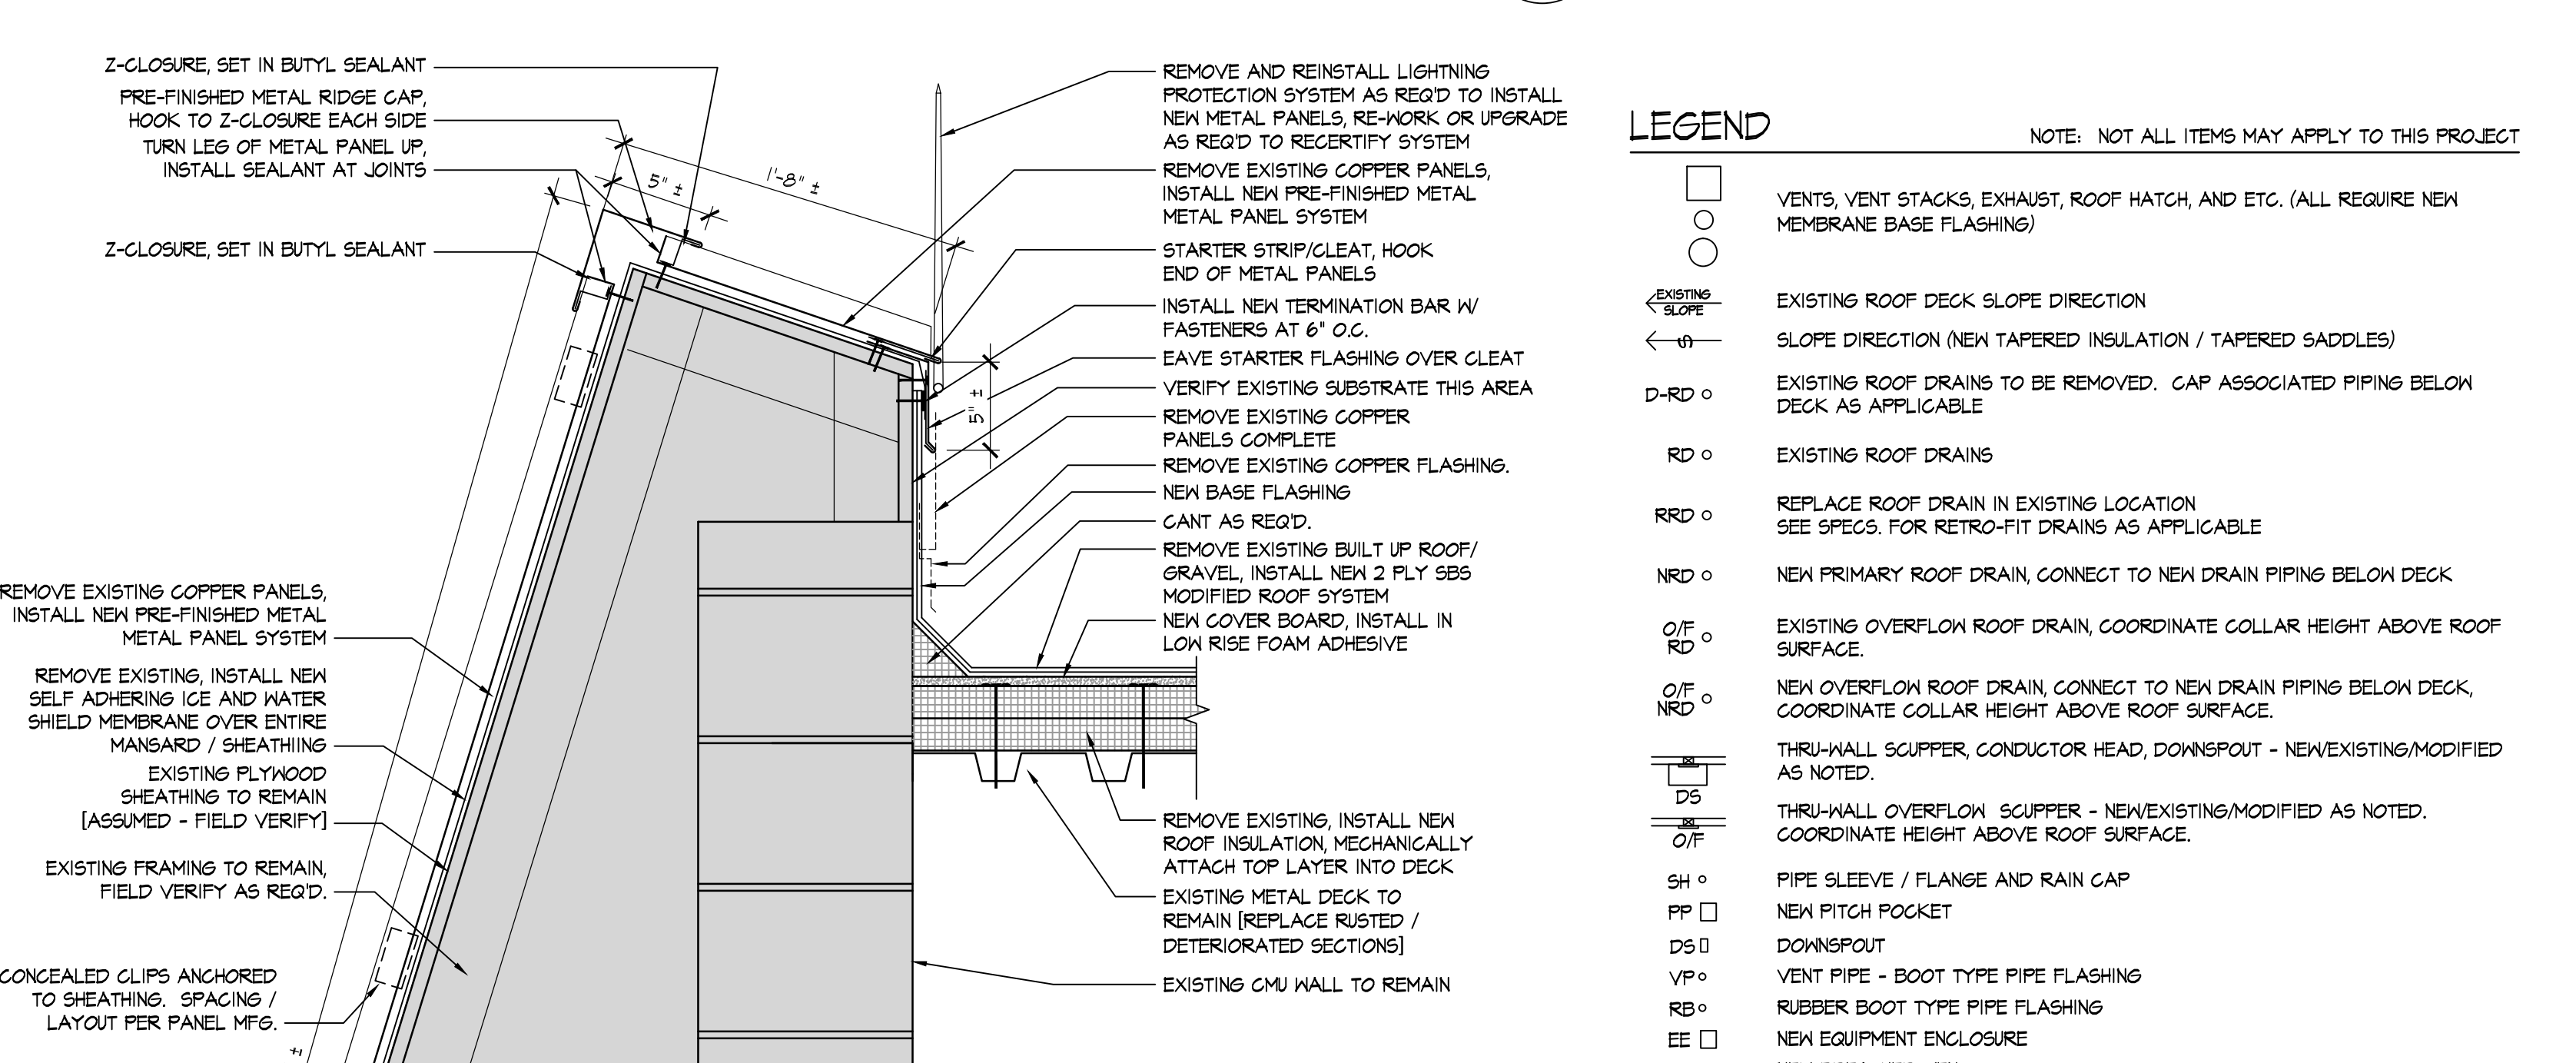 Z-CLOSURE, SET IN BUTYL SEALANT
PRE-FINISHED METAL RIDGE CAP,
HOOK TO Z-CLOSURE EACH SIDE
TURN LEG OF METAL PANEL UP,
INSTALL SEALANT AT JOINTS
Z-CLOSURE, SET IN BUTYL SEALANT
REMOVE EXISTING COPPER PANELS,
INSTALL NEW PRE-FINISHED METAL
METAL PANEL SYSTEM
REMOVE EXISTING, INSTALL NEW
SELF ADHERING ICE AND WATER
SHIELD MEMBRANE OVER ENTIRE
MANSARD / SHEATHIING
EXISTING PLYWOOD
SHEATHING TO REMAIN
[ASSUMED - FIELD VERIFY]
EXISTING FRAMING TO REMAIN,
FIELD VERIFY AS REQ'D.
CONCEALED CLIPS ANCHORED
TO SHEATHING. SPACING /
LAYOUT PER PANEL MFG.
±
5" ±
1'-8" ±
5" ±
REMOVE AND REINSTALL LIGHTNING
PROTECTION SYSTEM AS REQ'D TO INSTALL
NEW METAL PANELS, RE-WORK OR UPGRADE
AS REQ'D TO RECERTIFY SYSTEM
REMOVE EXISTING COPPER PANELS,
INSTALL NEW PRE-FINISHED METAL
METAL PANEL SYSTEM
STARTER STRIP/CLEAT, HOOK
END OF METAL PANELS
INSTALL NEW TERMINATION BAR W/
FASTENERS AT 6" O.C.
EAVE STARTER FLASHING OVER CLEAT
VERIFY EXISTING SUBSTRATE THIS AREA
REMOVE EXISTING COPPER
PANELS COMPLETE
REMOVE EXISTING COPPER FLASHING.
NEW BASE FLASHING
CANT AS REQ'D.
REMOVE EXISTING BUILT UP ROOF/
GRAVEL, INSTALL NEW 2 PLY SBS
MODIFIED ROOF SYSTEM
NEW COVER BOARD, INSTALL IN
LOW RISE FOAM ADHESIVE
REMOVE EXISTING, INSTALL NEW
ROOF INSULATION, MECHANICALLY
ATTACH TOP LAYER INTO DECK
EXISTING METAL DECK TO
REMAIN [REPLACE RUSTED /
DETERIORATED SECTIONS]
EXISTING CMU WALL TO REMAIN
LEGEND
NOTE: NOT ALL ITEMS MAY APPLY TO THIS PROJECT
VENTS, VENT STACKS, EXHAUST, ROOF HATCH, AND ETC. (ALL REQUIRE NEW
MEMBRANE BASE FLASHING)
EXISTING
SLOPE
EXISTING ROOF DECK SLOPE DIRECTION
S
SLOPE DIRECTION (NEW TAPERED INSULATION / TAPERED SADDLES)
D-RD
EXISTING ROOF DRAINS TO BE REMOVED. CAP ASSOCIATED PIPING BELOW
DECK AS APPLICABLE
RD
EXISTING ROOF DRAINS
RRD
REPLACE ROOF DRAIN IN EXISTING LOCATION
SEE SPECS. FOR RETRO-FIT DRAINS AS APPLICABLE
NRD
NEW PRIMARY ROOF DRAIN, CONNECT TO NEW DRAIN PIPING BELOW DECK
O/F
RD
EXISTING OVERFLOW ROOF DRAIN, COORDINATE COLLAR HEIGHT ABOVE ROOF
SURFACE.
O/F
NRD
NEW OVERFLOW ROOF DRAIN, CONNECT TO NEW DRAIN PIPING BELOW DECK,
COORDINATE COLLAR HEIGHT ABOVE ROOF SURFACE.
DS
THRU-WALL SCUPPER, CONDUCTOR HEAD, DOWNSPOUT - NEW/EXISTING/MODIFIED
AS NOTED.
O/F
THRU-WALL OVERFLOW SCUPPER - NEW/EXISTING/MODIFIED AS NOTED.
COORDINATE HEIGHT ABOVE ROOF SURFACE.
SH
PIPE SLEEVE / FLANGE AND RAIN CAP
PP
NEW PITCH POCKET
DS
DOWNSPOUT
VP
VENT PIPE - BOOT TYPE PIPE FLASHING
RB
RUBBER BOOT TYPE PIPE FLASHING
EE
NEW EQUIPMENT ENCLOSURE